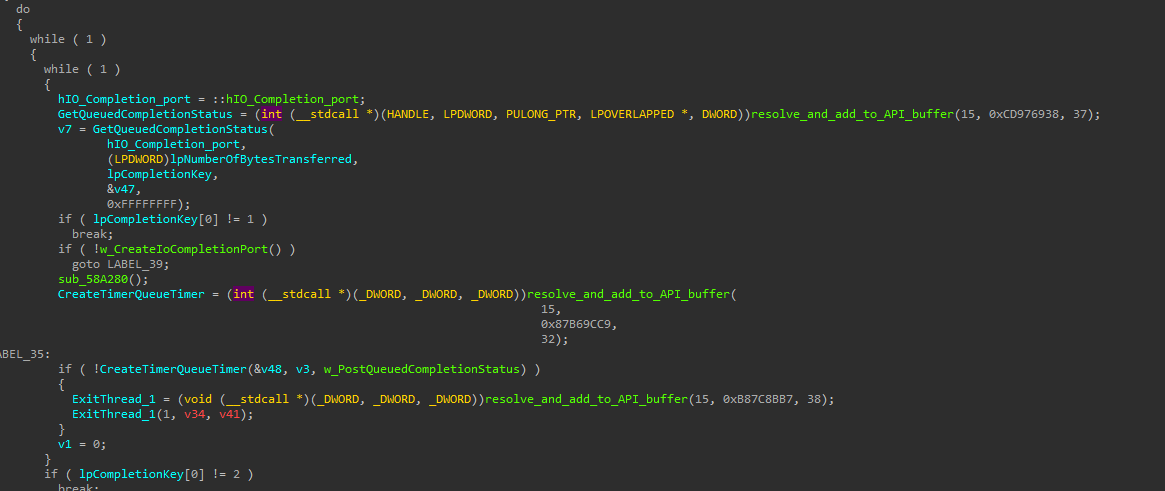 do
{
while ( 1 )
{
while ( 1 )
{
hIO_Completion_port = ::hIO_Completion_port;
GetQueuedCompletionStatus = (int (__stdcall *)(HANDLE, LPDWORD, PULONG_PTR, LPOVERLAPPED *, DWORD))resolve_and_add_to_API_buffer(15, 0xCD976938, 37);
v7 = GetQueuedCompletionStatus(
hIO_Completion_port,
(LPDWORD)lpNumberOfBytesTransferred,
lpCompletionKey,
&v47,
0xFFFFFFFF);
if ( lpCompletionKey[0] != 1 )
break;
if ( !w_CreateIoCompletionPort() )
goto LABEL_39;
sub_58A280();
CreateTimerQueueTimer = (int (__stdcall *)(_DWORD, _DWORD, _DWORD))resolve_and_add_to_API_buffer(
15,
0x87B69CC9,
32);
ABEL_35:
if ( !CreateTimerQueueTimer(&v48, v3, w_PostQueuedCompletionStatus) )
{
ExitThread_1 = (void (__stdcall *)(_DWORD, _DWORD, _DWORD))resolve_and_add_to_API_buffer(15, 0xB87C8BB7, 38);
ExitThread_1(1, v34, v41);
}
v1 = 0;
}
if ( lpCompletionKey[0] != 2 )
break;